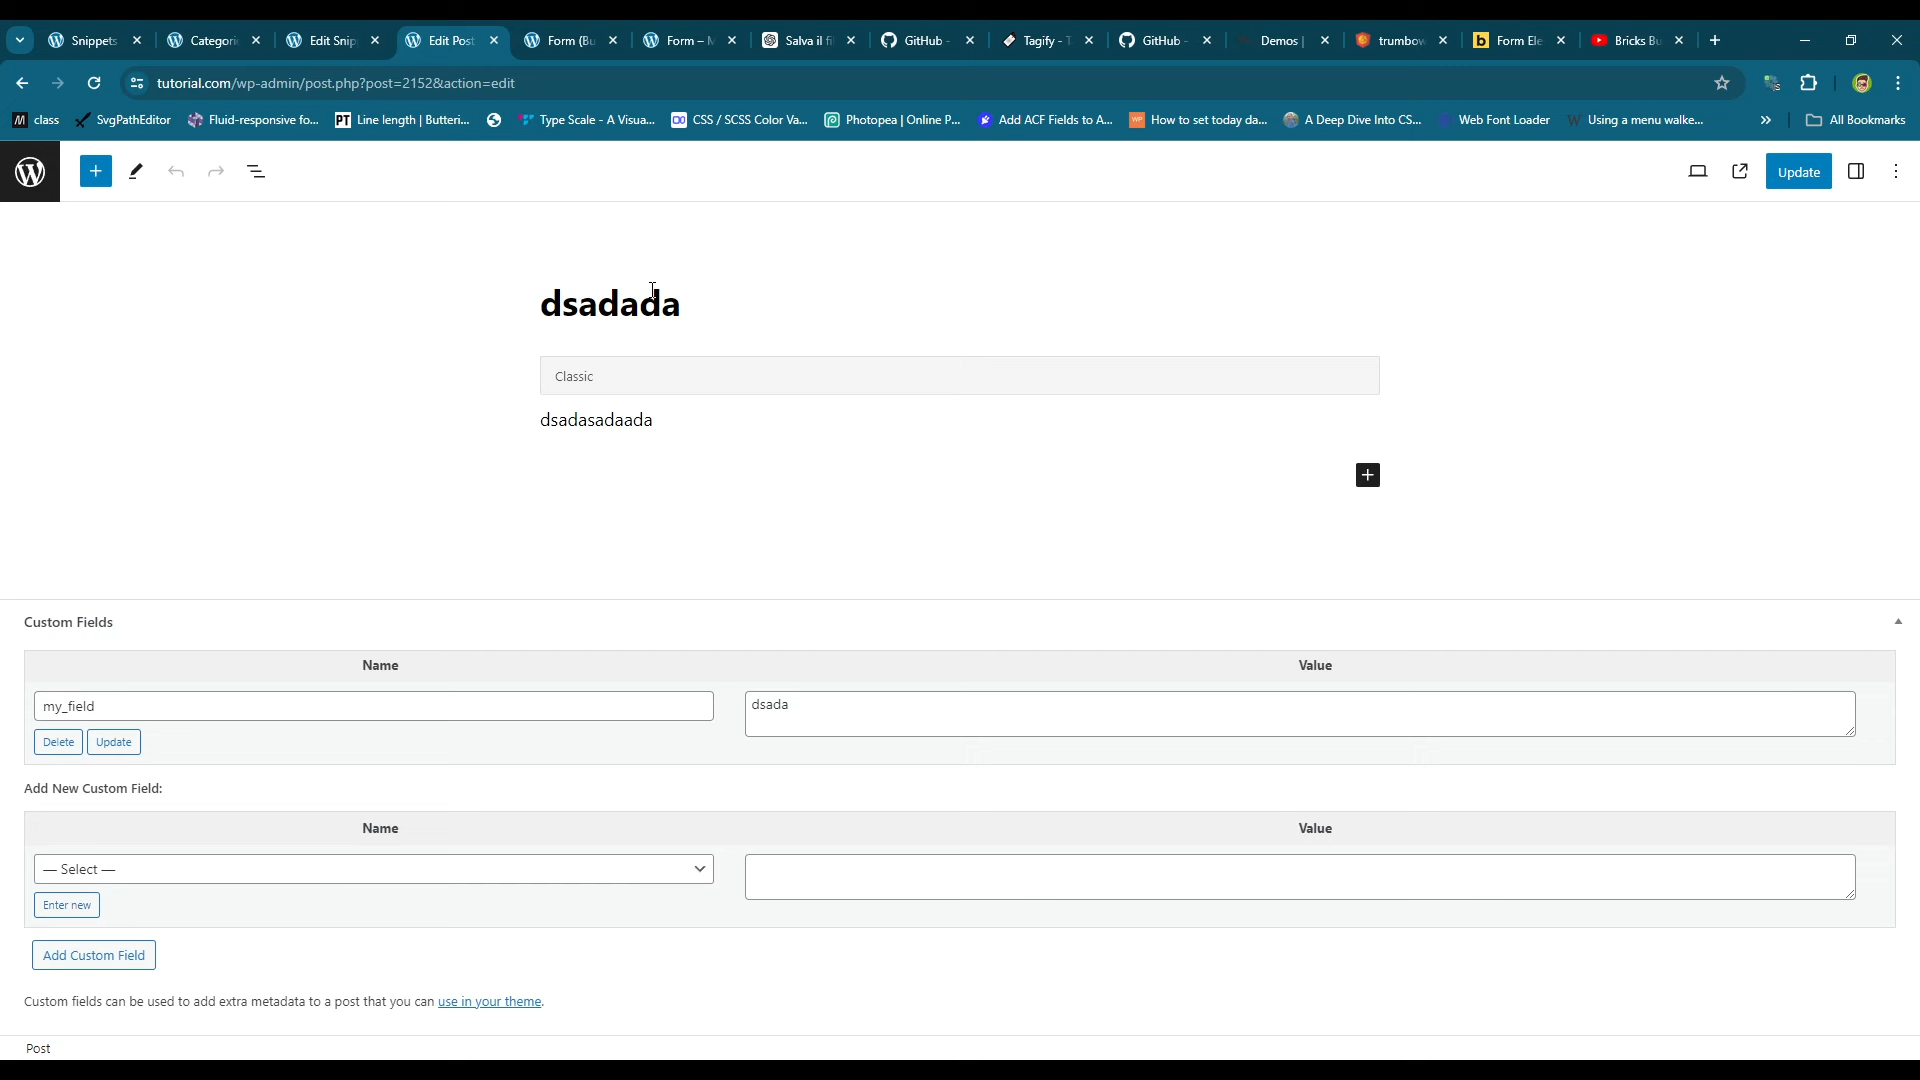 Snippets
Categori
Edit Snip
Edit Post
Form (Bu
Form – M
Salva il fi
GitHub -
Tagify - T
GitHub -
Demos |
trumbow
Form Ele
Bricks Bu
tutorial.com/wp-admin/post.php?post=2152&action=edit
class
SvgPathEditor
Fluid-responsive fo...
PT Line length | Butteri...
Type Scale - A Visua...
CSS / SCSS Color Va...
Photopea | Online P...
Add ACF Fields to A...
WP How to set today da...
A Deep Dive Into CS...
Web Font Loader
Using a menu walke...
All Bookmarks
Update
dsadada
Classic
dsadasadaada
Custom Fields
Name Value
my_field dsada
Delete Update
Add New Custom Field:
Name Value
— Select —
Enter new
Add Custom Field
Custom fields can be used to add extra metadata to a post that you can use in your theme.
Post